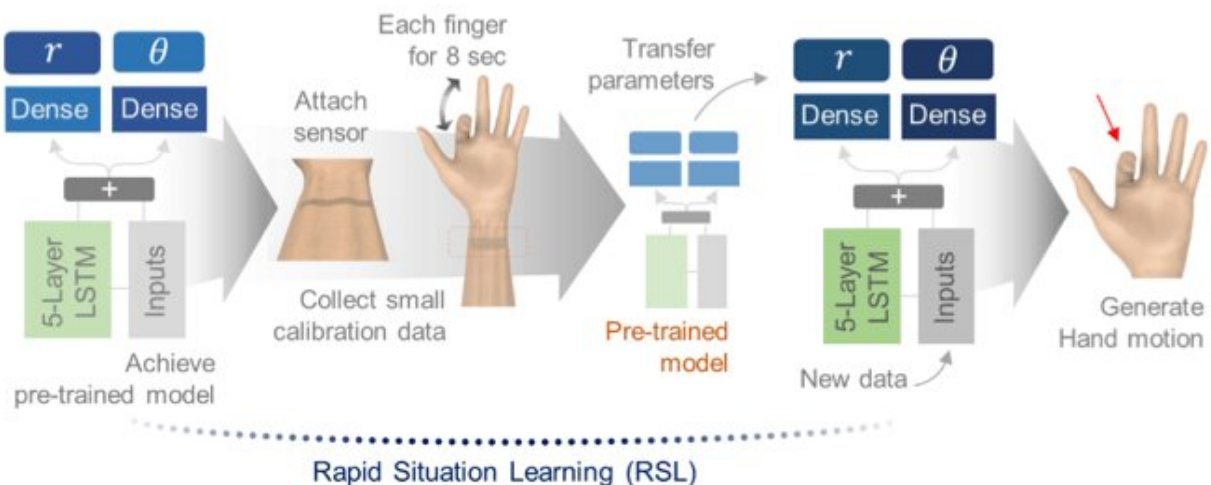 r
θ
Dense
Dense
+
5-Layer
LSTM
Inputs
Achieve
pre-trained model
Attach
sensor
Each finger
for 8 sec
Collect small
calibration data
Transfer
parameters
Pre-trained
model
r
θ
Dense
Dense
+
5-Layer
LSTM
Inputs
New data
Generate
Hand motion
Rapid Situation Learning (RSL)